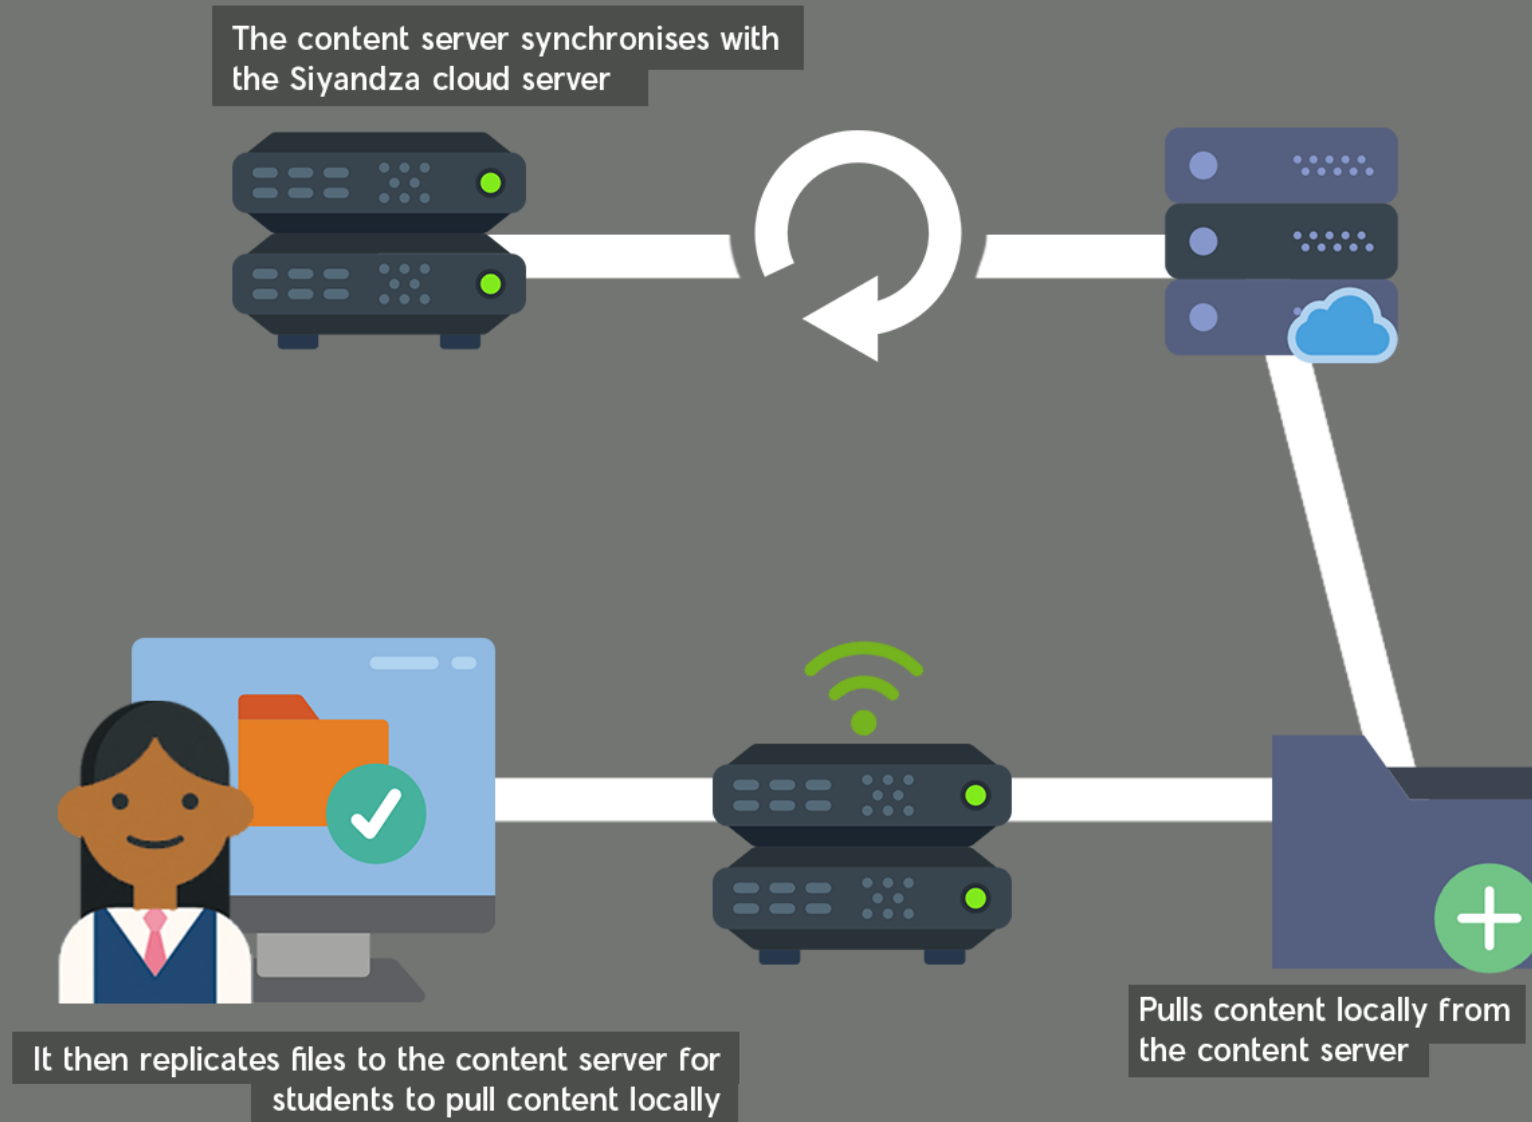 The content server synchronises with
the Siyandza cloud server
Pulls content locally from
the content server
It then replicates files to the content server for
students to pull content locally